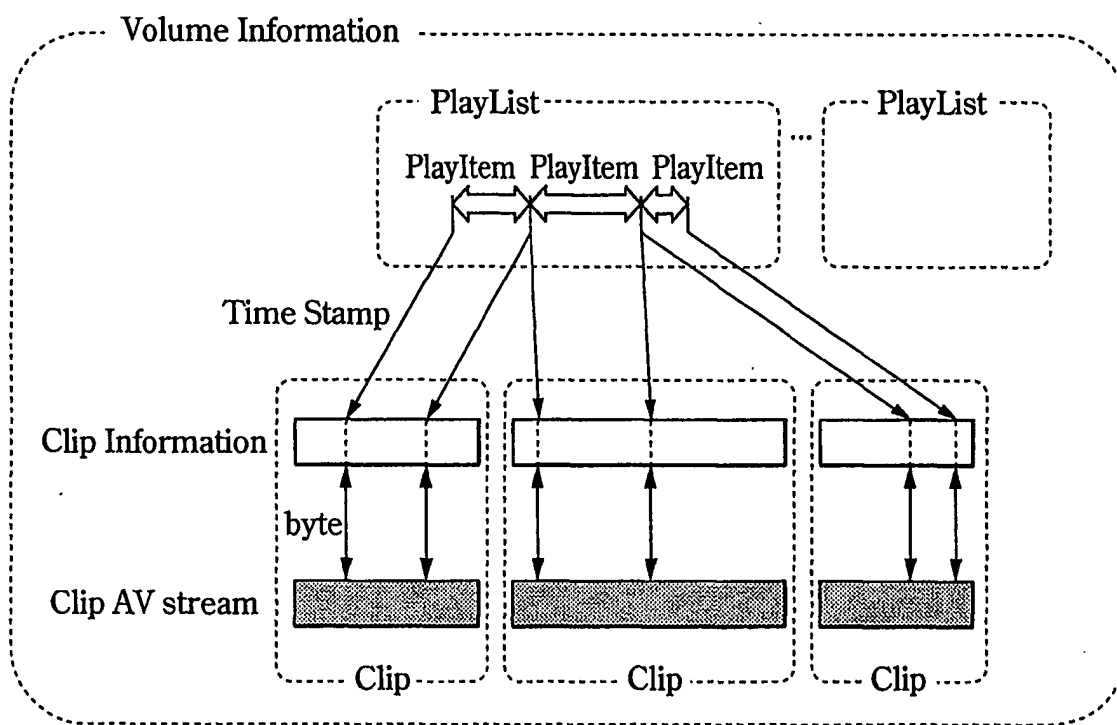 Volume Information
PlayList
PlayList
...
PlayItem PlayItem PlayItem
Time Stamp
Clip Information
byte
Clip AV stream
Clip
Clip
Clip